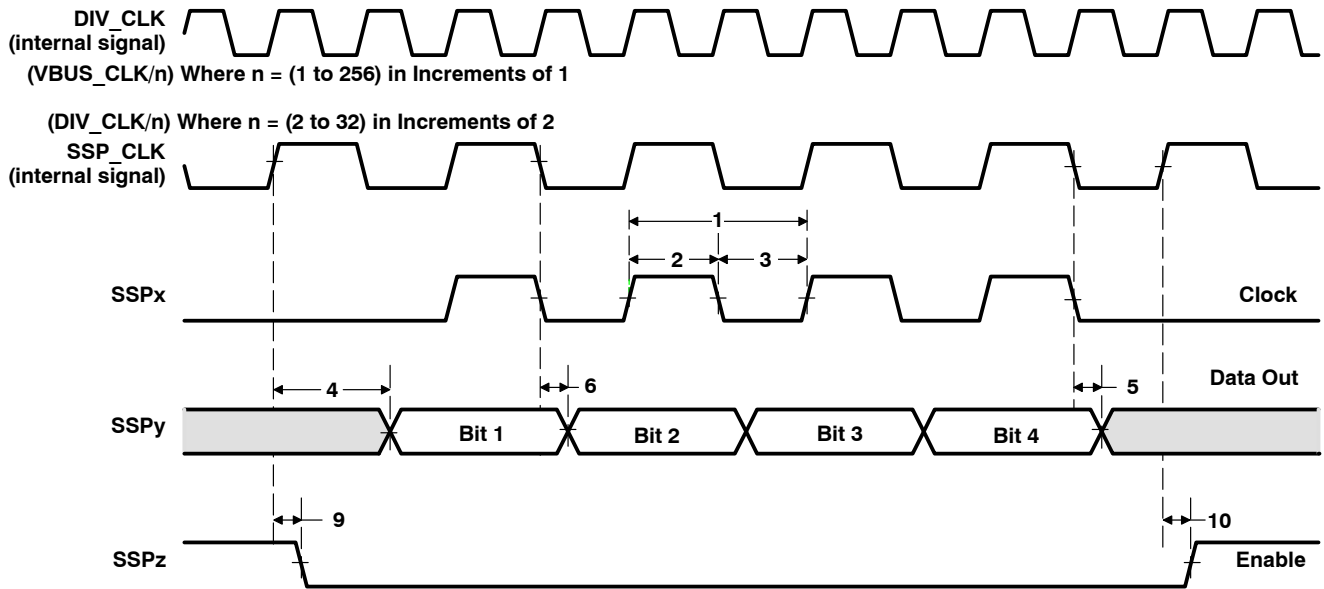 DIV_CLK
(internal signal)
(VBUS_CLK/n) Where n = (1 to 256) in Increments of 1
(DIV_CLK/n) Where n = (2 to 32) in Increments of 2
SSP_CLK
(internal signal)
1
2
3
SSPx
Clock
4
6
5
Data Out
SSPy
Bit 1
Bit 2
Bit 3
Bit 4
9
10
SSPz
Enable